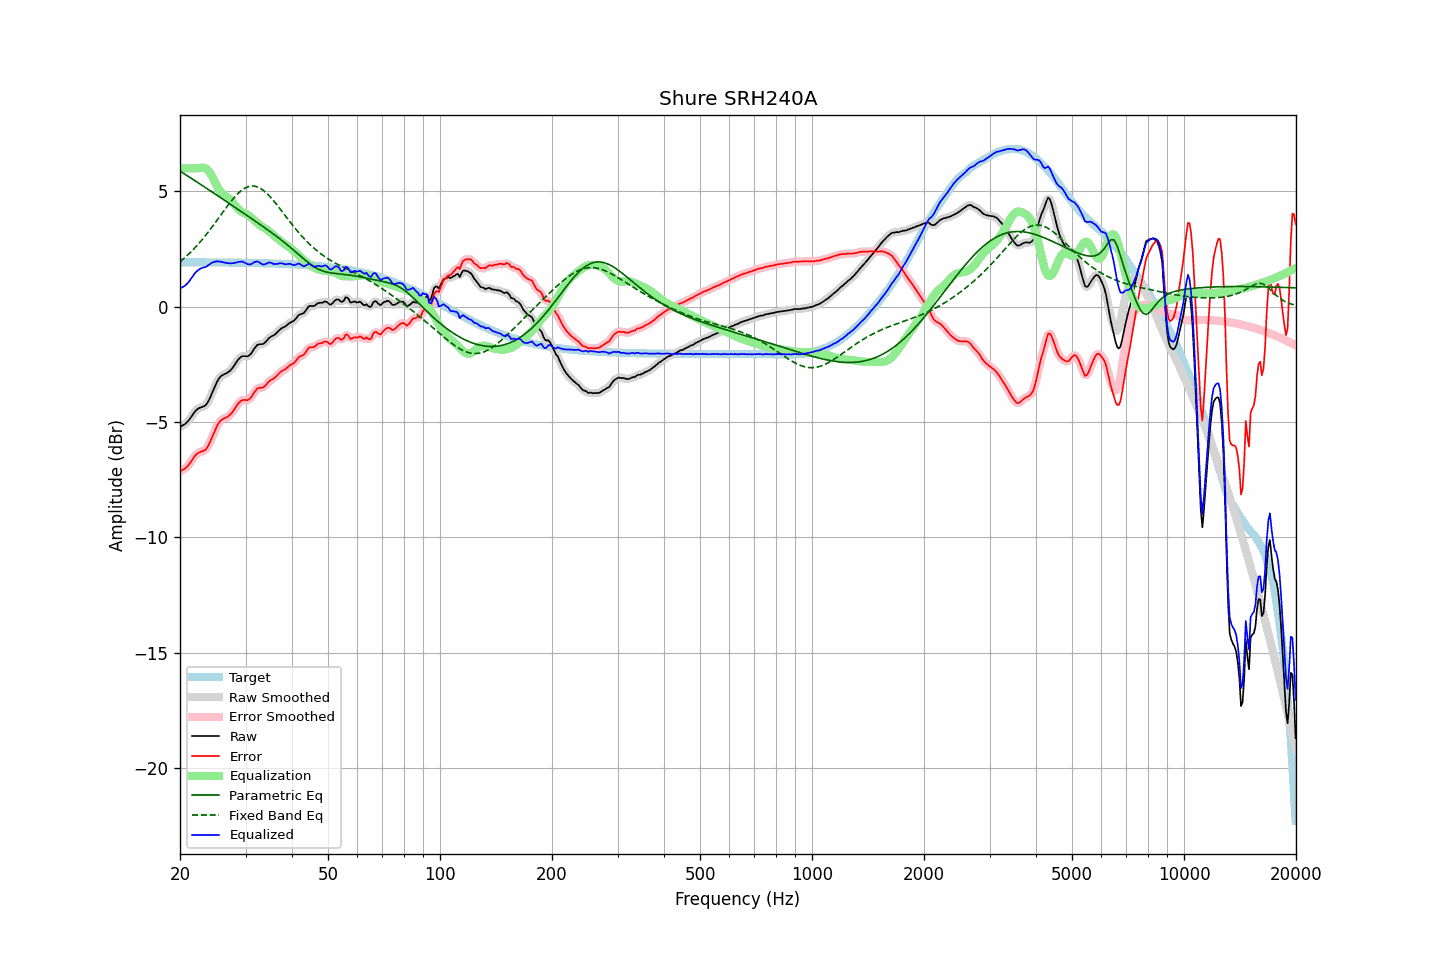 Shure SRH240A
Amplitude (dBr)
5
0
−5
−10
−15
−20
Target
Raw Smoothed
Error Smoothed
Raw
Error
Equalization
Parametric Eq
Fixed Band Eq
Equalized
20 50 100 200 500 1000 2000 5000 10000 20000
Frequency (Hz)